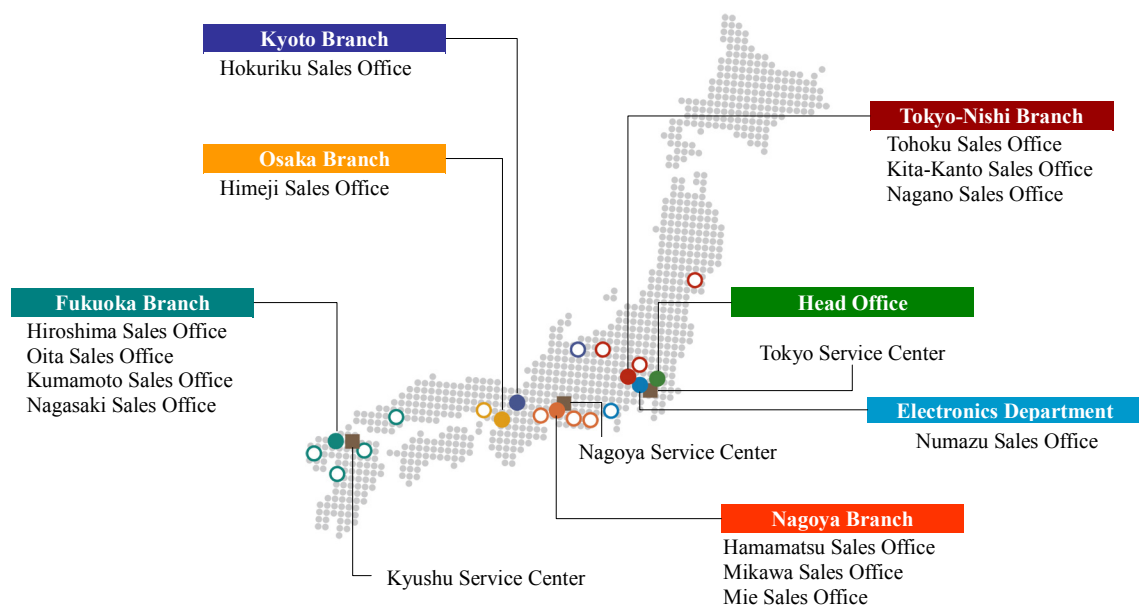 Kyoto Branch
Hokuriku Sales Office
Osaka Branch
Himeji Sales Office
Fukuoka Branch
Hiroshima Sales Office
Oita Sales Office
Kumamoto Sales Office
Nagasaki Sales Office
Tokyo-Nishi Branch
Tohoku Sales Office
Kita-Kanto Sales Office
Nagano Sales Office
Head Office
Tokyo Service Center
Electronics Department
Numazu Sales Office
Nagoya Service Center
Nagoya Branch
Hamamatsu Sales Office
Mikawa Sales Office
Mie Sales Office
Kyushu Service Center